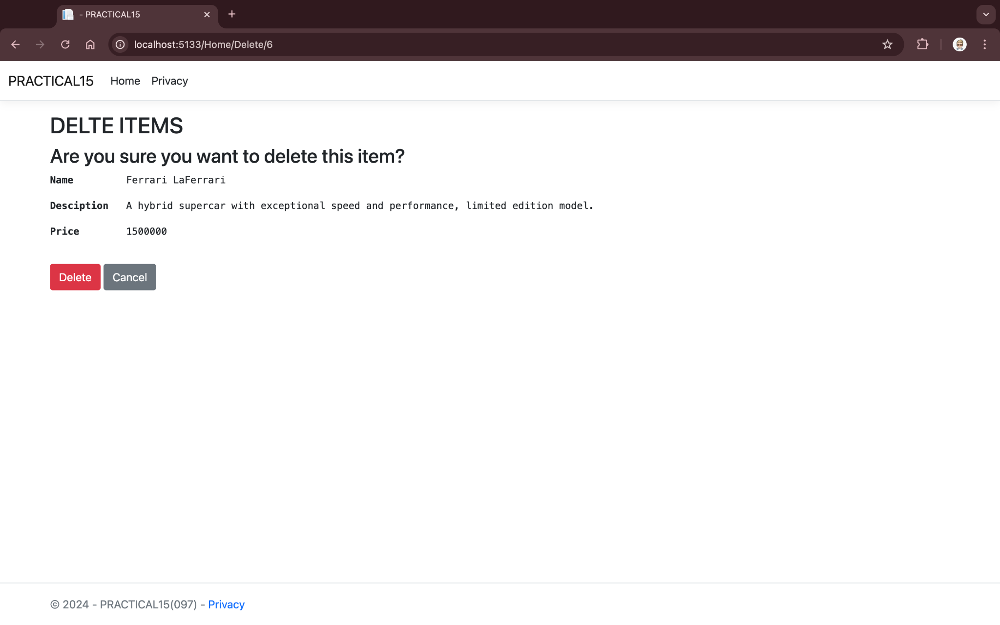 - PRACTICAL15
localhost:5133/Home/Delete/6
PRACTICAL15 Home Privacy
DELTE ITEMS
Are you sure you want to delete this item?
Name Ferrari LaFerrari
Desciption A hybrid supercar with exceptional speed and performance, limited edition model.
Price 1500000
Delete Cancel
© 2024 - PRACTICAL15(097) - Privacy